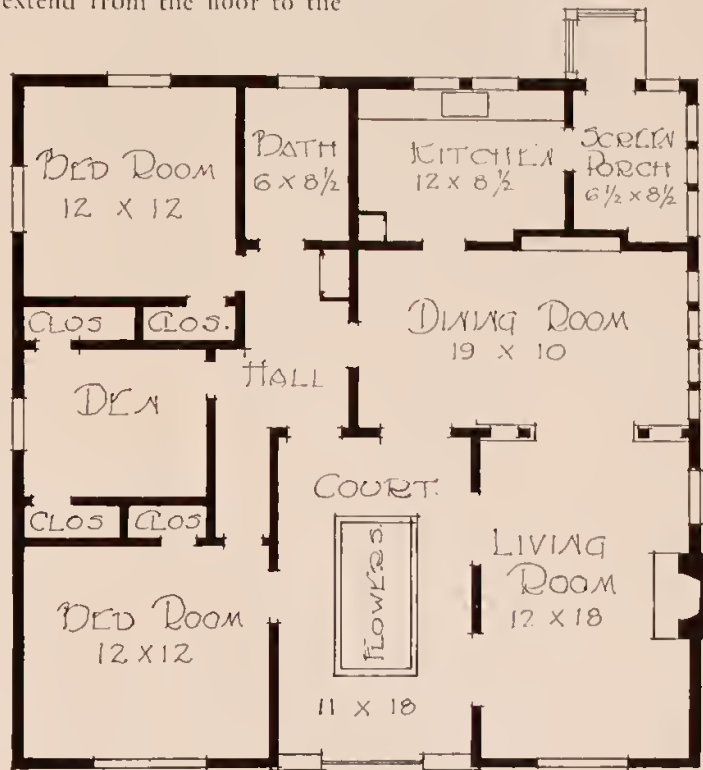 extend from the floor to the
BED ROOM
12 X 12
BATH
6 X 8½
KITCHEN
12 X 8½
SCREEN
PORCH
6½ X 8½
CLOS
CLOS.
DINING ROOM
19 X 10
HALL
DEN
COURT.
CLOS
CLOS
LIVING
ROOM
12 X 18
FLOWERS.
BED ROOM
12 X 12
11 X 18